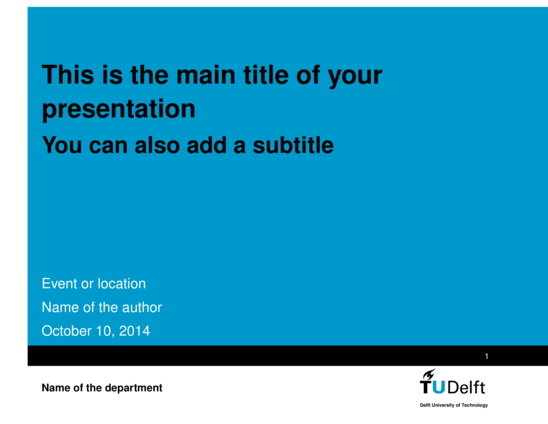 This is the main title of your
presentation
You can also add a subtitle
Event or location
Name of the author
October 10, 2014
1
Name of the department
TUDelft
Delft University of Technology